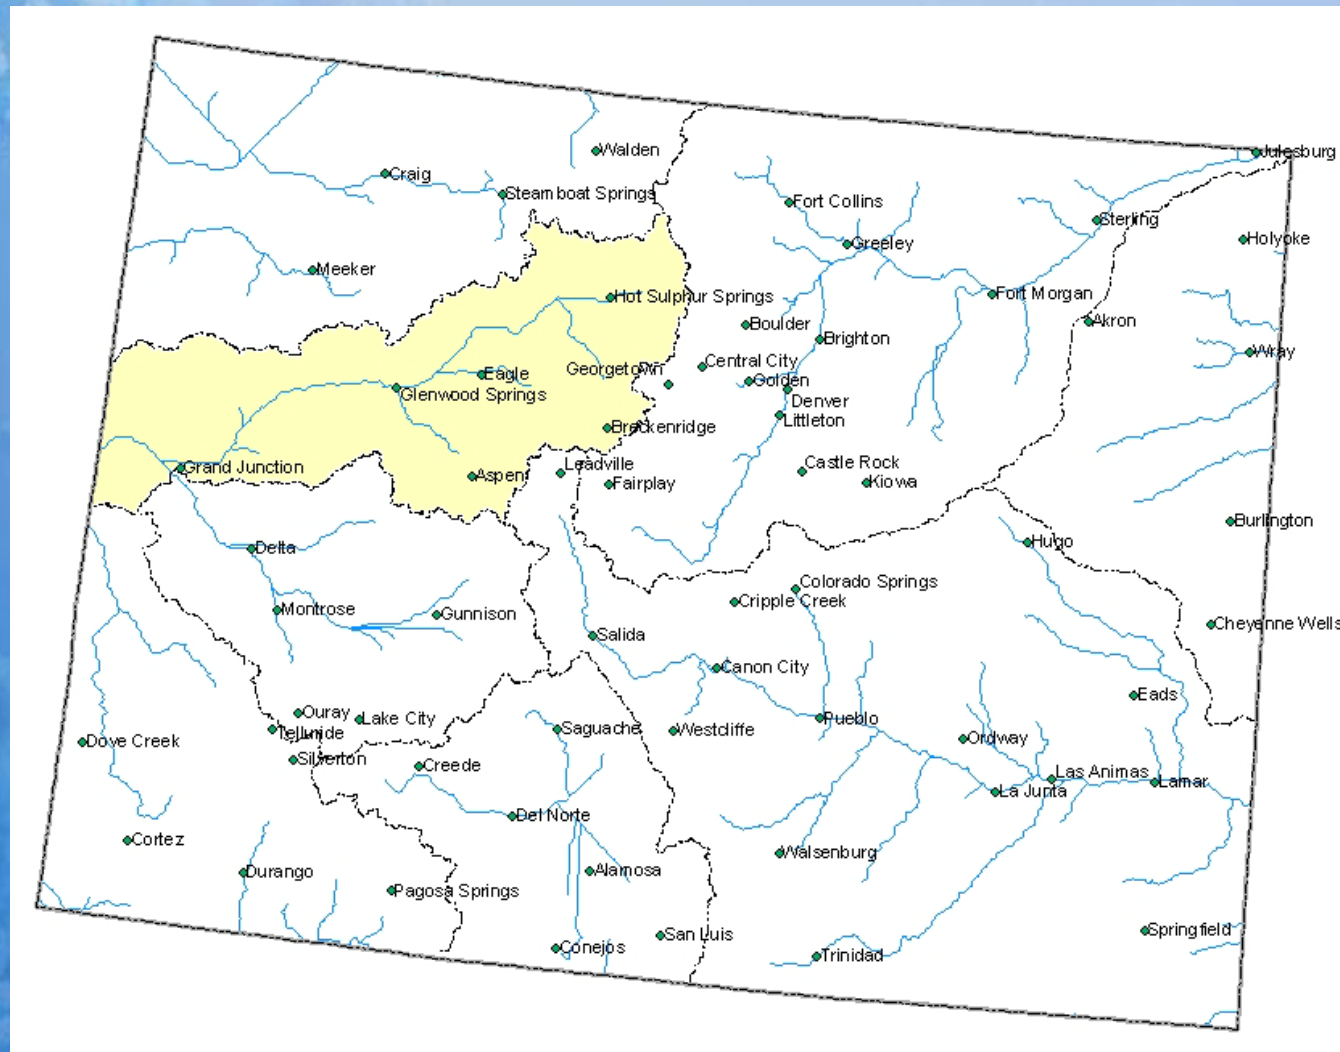 Julesburg
Walden
Craig
Steamboat Springs
Fort Collins
Sterling
Holyoke
Greeley
Meeker
Hot Sulphur Springs
Fort Morgan
Boulder
Akron
Brighton
Wray
Central City
Georgetown
Eagle
Golden
Glenwood Springs
Denver
Littleton
Breckenridge
Grand Junction
Leadville
Castle Rock
Aspen
Fairplay
Kiowa
Burlington
Delta
Hugo
Colorado Springs
Cripple Creek
Montrose
Gunnison
Cheyenne Wells
Salida
Canon City
Eads
Ouray
Lake City
Pueblo
Telluride
Saguache
Westcliffe
Dove Creek
Ordway
Silverton
Creede
Las Animas
Lamar
La Junta
Del Norte
Cortez
Walsenburg
Durango
Alamosa
Pagosa Springs
San Luis
Springfield
Conejos
Trinidad